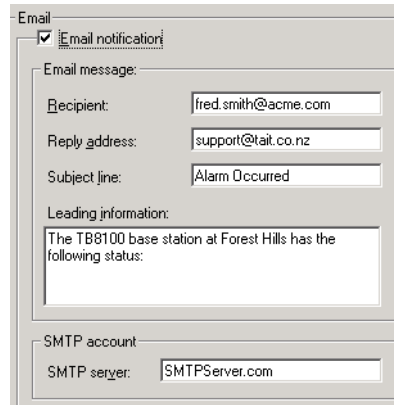 Email
Email notification
Email message:
Recipient: fred.smith@acme.com
Reply address: support@tait.co.nz
Subject line: Alarm Occurred
Leading information:
The TB8100 base station at Forest Hills has the
following status:
SMTP account
SMTP server: SMTPServer.com